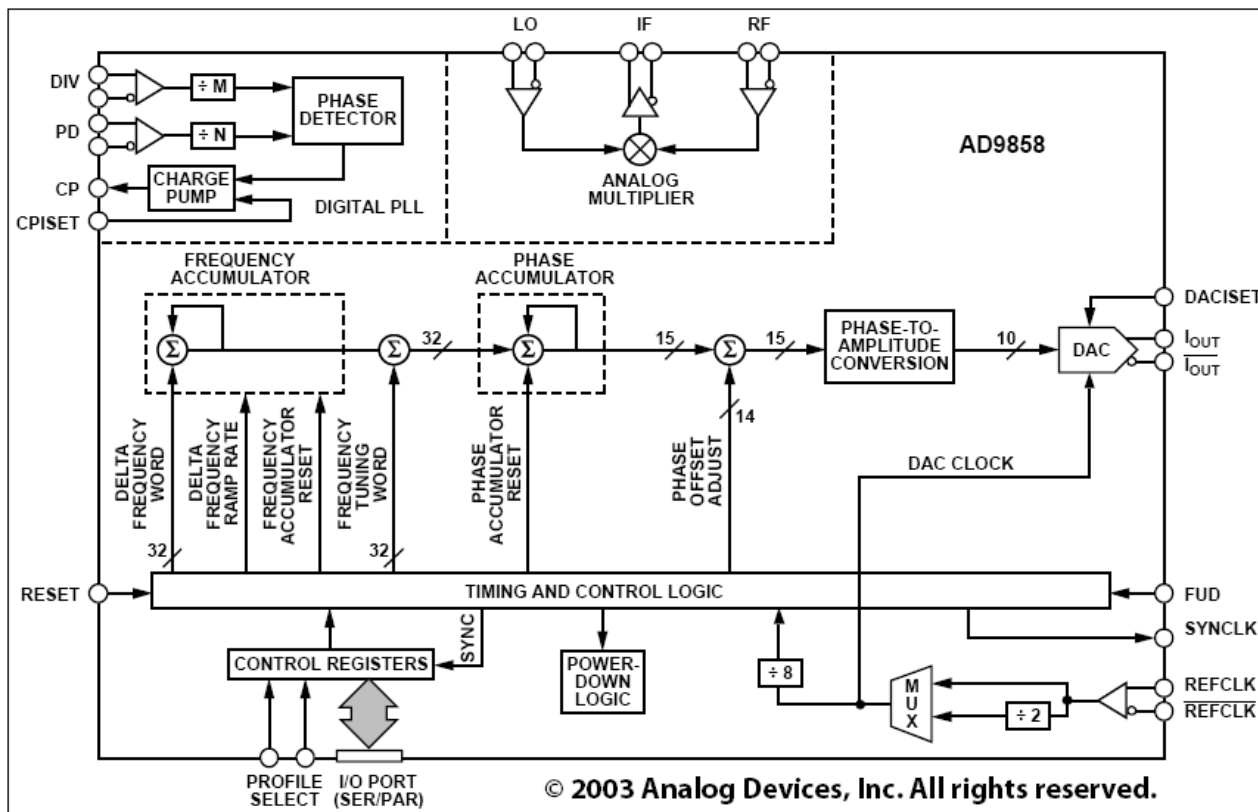 LO
IF
RF
DIV
÷ M
PHASE
DETECTOR
PD
÷ N
AD9858
CP
CHARGE
PUMP
ANALOG
MULTIPLIER
CPISET
DIGITAL PLL
FREQUENCY
ACCUMULATOR
PHASE
ACCUMULATOR
DACISET
Σ
Σ
32
Σ
15
Σ
15
PHASE-TO-
AMPLITUDE
CONVERSION
10
DAC
IOUT
IOUT
14
DELTA
FREQUENCY
WORD
DELTA
FREQUENCY
RAMP RATE
FREQUENCY
ACCUMULATOR
RESET
FREQUENCY
TUNING
WORD
PHASE
ACCUMULATOR
RESET
PHASE
OFFSET
ADJUST
DAC CLOCK
32
32
RESET
TIMING AND CONTROL LOGIC
FUD
SYNC
SYNCLK
CONTROL REGISTERS
POWER-
DOWN
LOGIC
÷ 8
MUX
÷ 2
REFCLK
REFCLK
PROFILE
SELECT
I/O PORT
(SER/PAR)
© 2003 Analog Devices, Inc. All rights reserved.